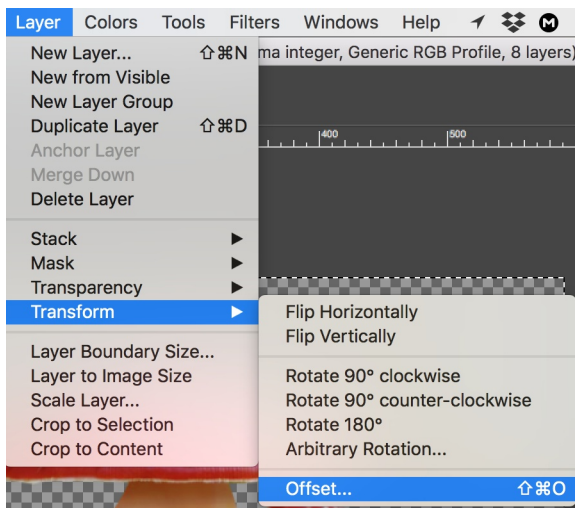 Layer Colors Tools Filters Windows Help
New Layer... ⇧⌘N
ma integer, Generic RGB Profile, 8 layers)
New from Visible
New Layer Group
Duplicate Layer ⇧⌘D
400 500
Anchor Layer
Merge Down
Delete Layer
Stack
Mask
Transparency
Transform
Flip Horizontally
Flip Vertically
Layer Boundary Size...
Layer to Image Size
Scale Layer...
Crop to Selection
Crop to Content
Rotate 90° clockwise
Rotate 90° counter-clockwise
Rotate 180°
Arbitrary Rotation...
Offset... ⇧⌘O